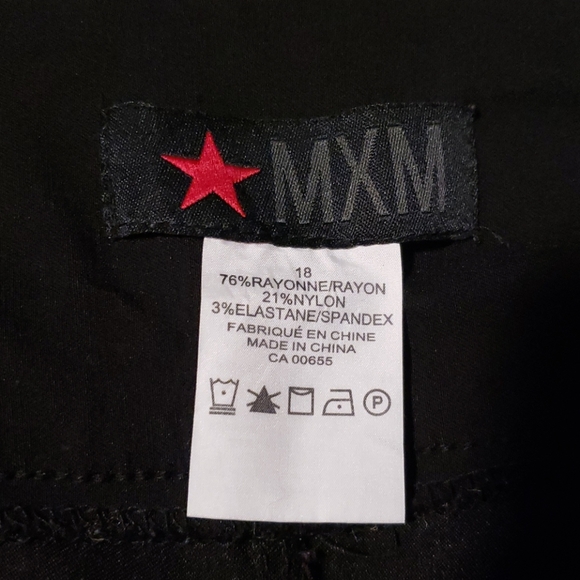 MXM
18
76%RAYONNE/RAYON
21%NYLON
3%ELASTANE/SPANDEX
FABRIQUÉ EN CHINE
MADE IN CHINA
CA 00655
P